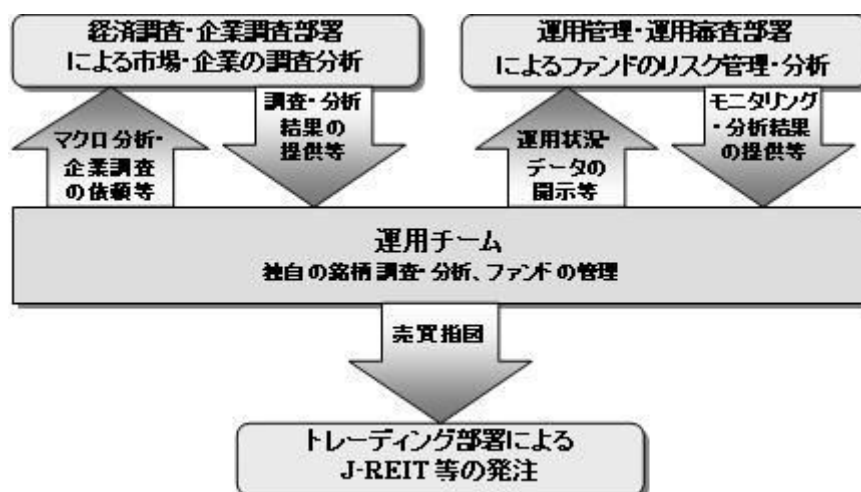 経済調査・企業調査部署
による市場・企業の調査分析
運用管理・運用審査部署
によるファンドのリスク管理・分析
マクロ分析・
企業調査
の依頼等
調査・分析
結果の
提供等
運用状況・
データの
開示等
モニタリング
・分析結果
の提供等
運用チーム
独自の銘柄調査・分析、ファンドの管理
売買指図
トレーディング部署による
J-REIT等の発注